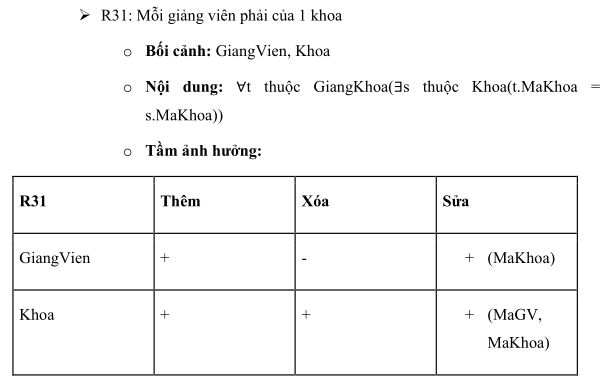 ➢ R31: Mỗi giảng viên phải của 1 khoa
o Bối cảnh: GiangVien, Khoa
o Nội dung: ∀t thuộc GiangKhoa(∃s thuộc Khoa(t.MaKhoa =
s.MaKhoa))
o Tầm ảnh hưởng:
R31 Thêm Xóa Sửa
GiangVien + - + (MaKhoa)
Khoa + + + (MaGV,
MaKhoa)